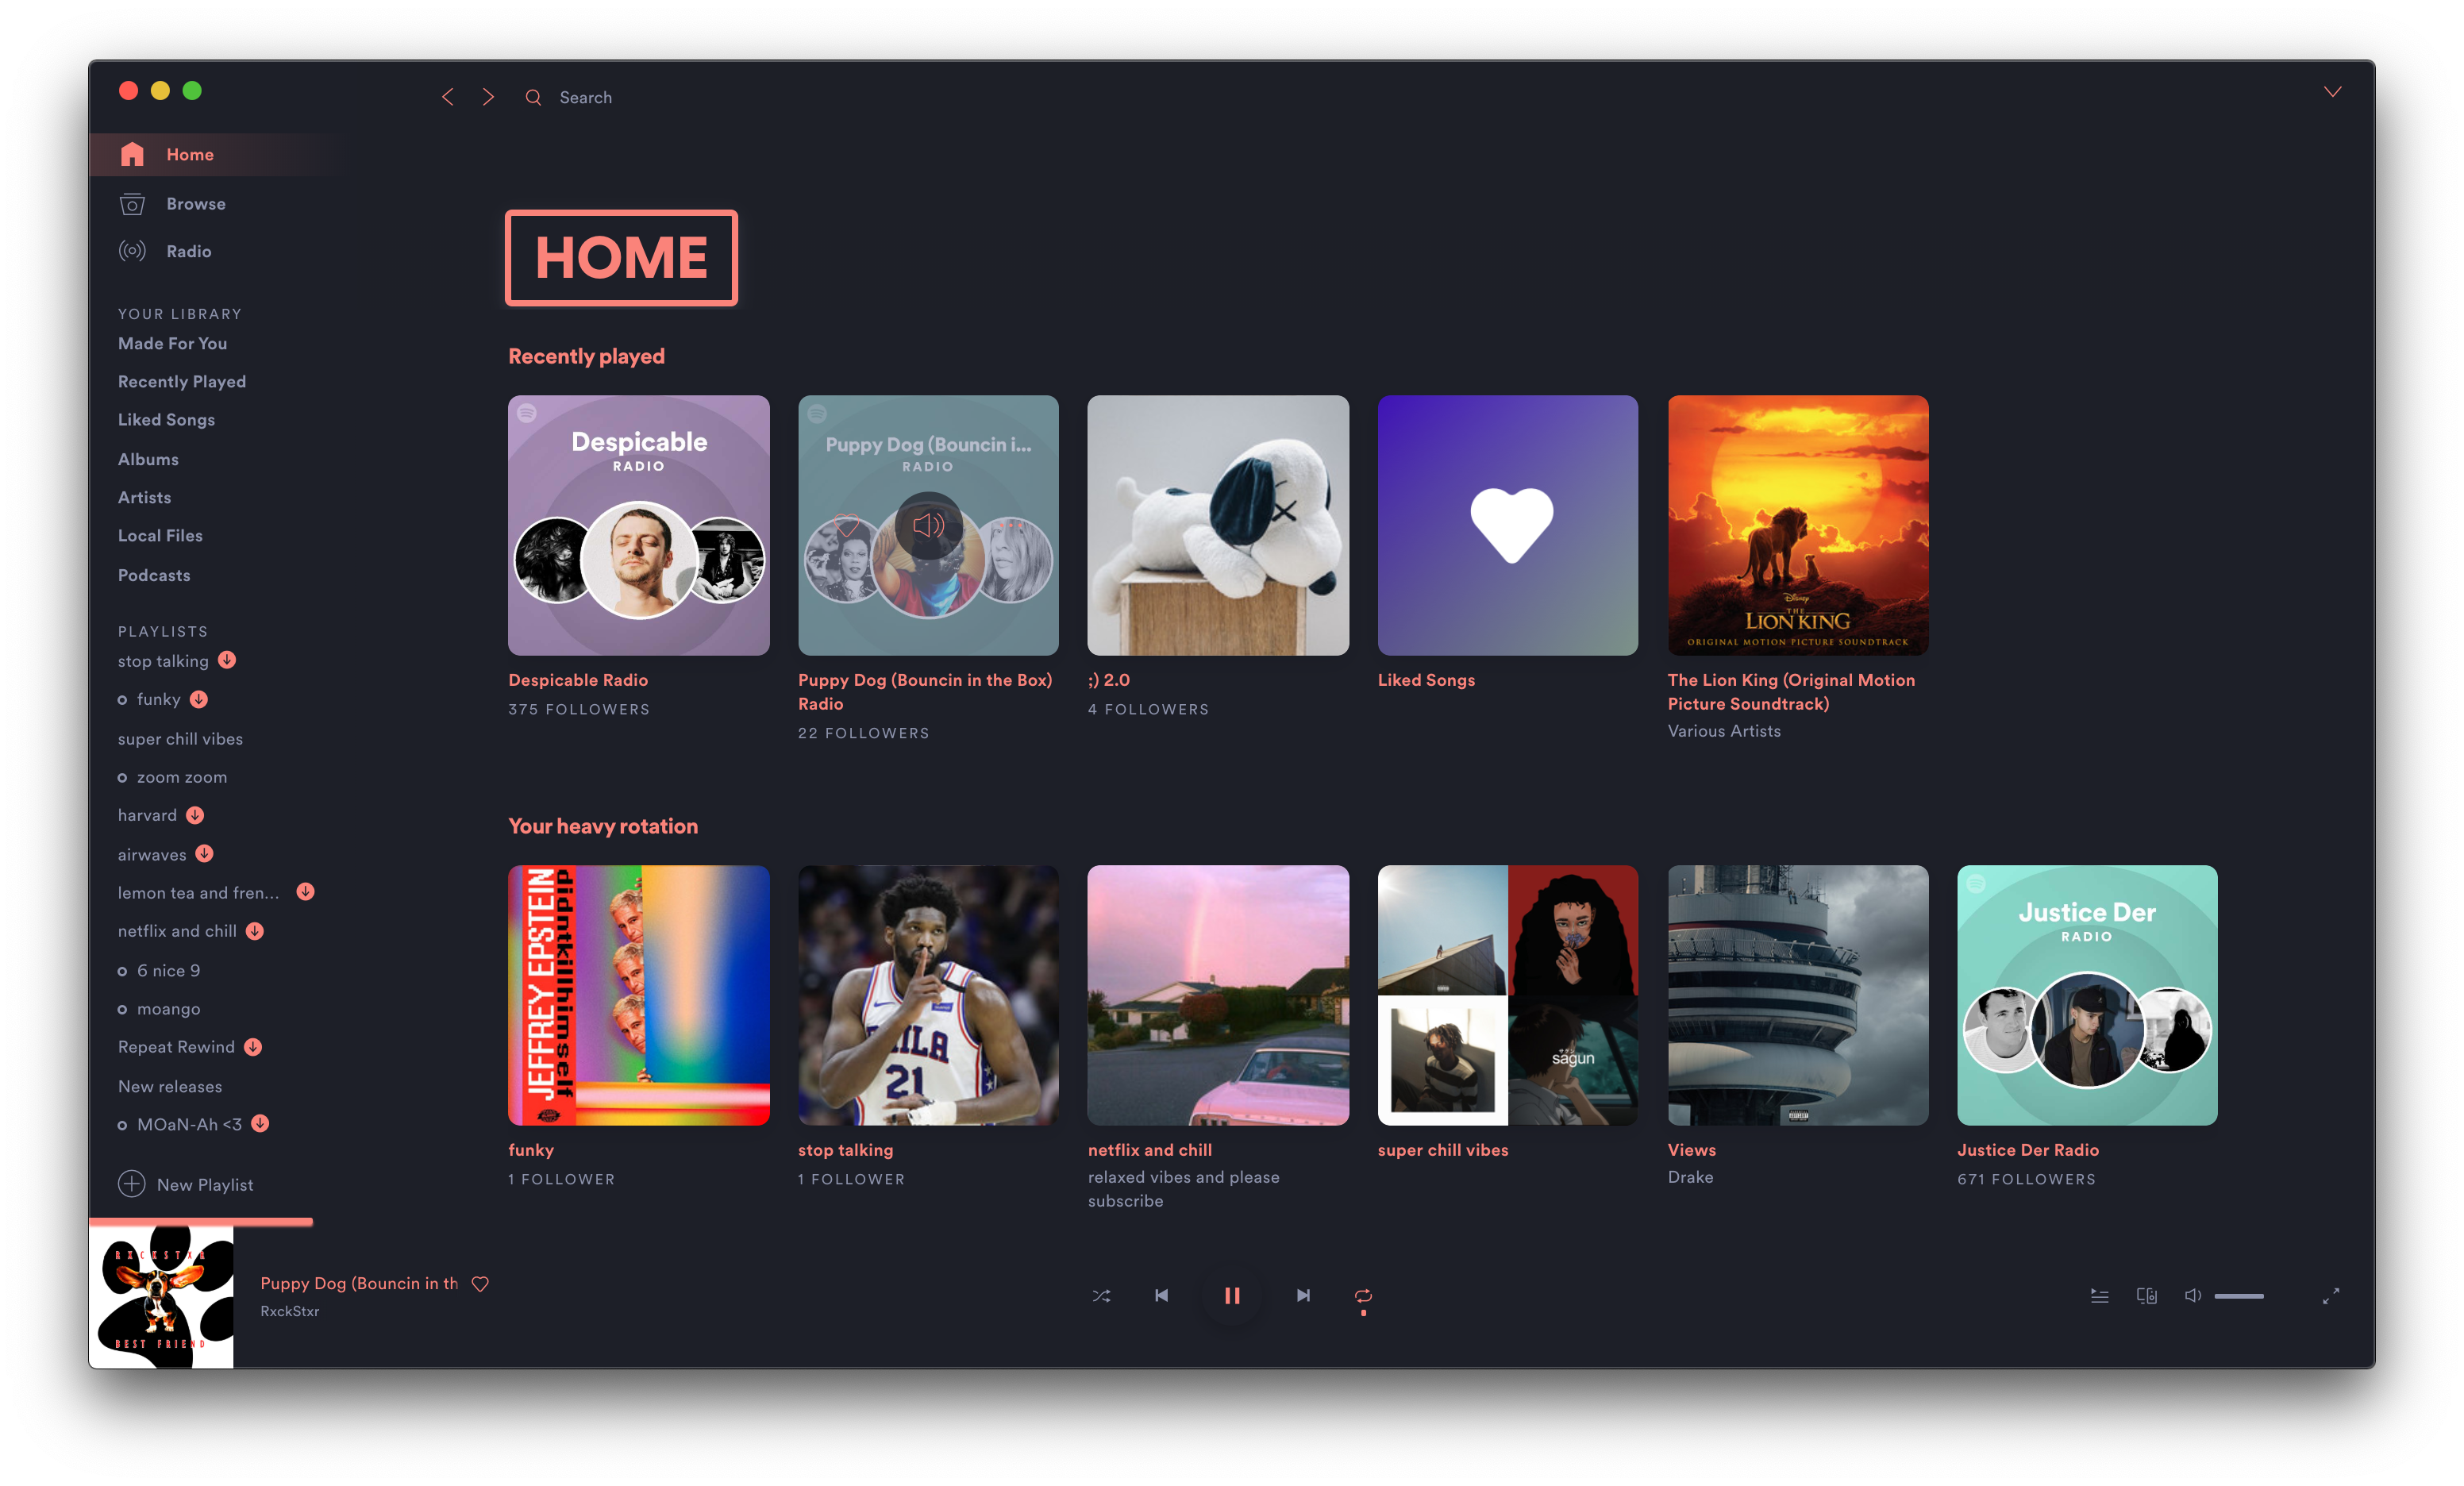 Search
Home
Browse
Radio
YOUR LIBRARY
Made For You
Recently Played
Liked Songs
Albums
Artists
Local Files
Podcasts
PLAYLISTS
stop talking
funky
super chill vibes
zoom zoom
harvard
airwaves
lemon tea and fren...
netflix and chill
6 nice 9
moango
Repeat Rewind
New releases
MOaN-Ah <3
New Playlist
HOME
Recently played
Despicable
RADIO
Puppy Dog (Bouncin i...
RADIO
Disney
THE
LION KING
ORIGINAL MOTION PICTURE SOUNDTRACK
Despicable Radio
375 FOLLOWERS
Puppy Dog (Bouncin in the Box)
Radio
22 FOLLOWERS
;) 2.0
4 FOLLOWERS
Liked Songs
The Lion King (Original Motion
Picture Soundtrack)
Various Artists
Your heavy rotation
JEFFREY EPSTEIN
didntkillhimself
PHILA
21
sagun
Justice Der
RADIO
funky
1 FOLLOWER
stop talking
1 FOLLOWER
netflix and chill
relaxed vibes and please
subscribe
super chill vibes
Views
Drake
Justice Der Radio
671 FOLLOWERS
RXCKSTXR
BEST FRIEND
Puppy Dog (Bouncin in th
RxckStxr